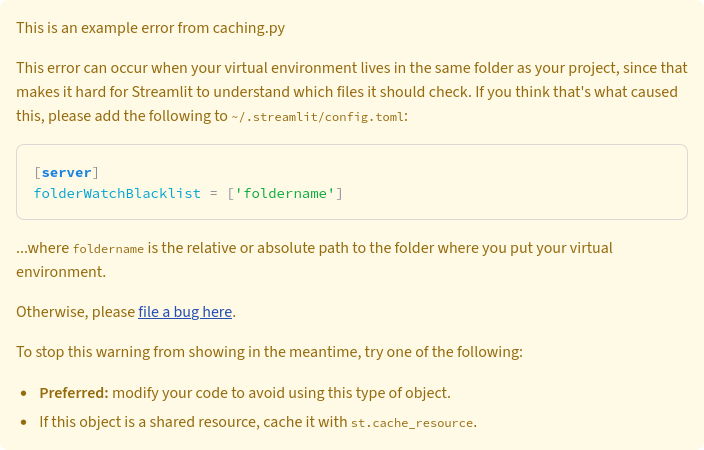 This is an example error from caching.py
This error can occur when your virtual environment lives in the same folder as your project, since that
makes it hard for Streamlit to understand which files it should check. If you think that's what caused
this, please add the following to ~/.streamlit/config.toml:
[server]
folderWatchBlacklist = ['foldername']
...where foldername is the relative or absolute path to the folder where you put your virtual
environment.
Otherwise, please file a bug here.
To stop this warning from showing in the meantime, try one of the following:
• Preferred: modify your code to avoid using this type of object.
• If this object is a shared resource, cache it with st.cache_resource.